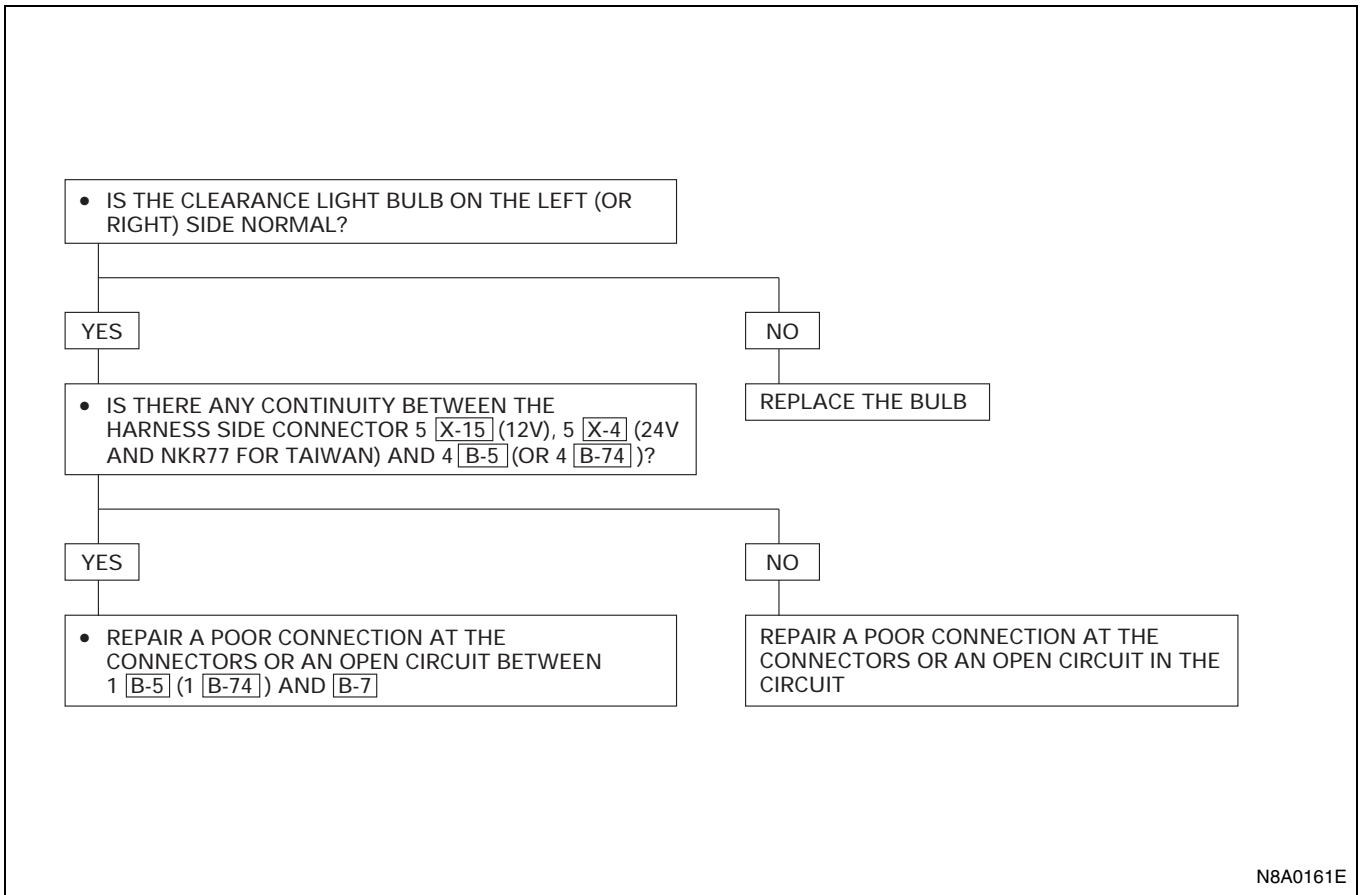 • IS THE CLEARANCE LIGHT BULB ON THE LEFT (OR
RIGHT) SIDE NORMAL?
YES
NO
• IS THERE ANY CONTINUITY BETWEEN THE
HARNESS SIDE CONNECTOR 5 X-15 (12V), 5 X-4 (24V
AND NKR77 FOR TAIWAN) AND 4 B-5 (OR 4 B-74 )?
REPLACE THE BULB
YES
NO
• REPAIR A POOR CONNECTION AT THE
CONNECTORS OR AN OPEN CIRCUIT BETWEEN
1 B-5 (1 B-74 ) AND B-7
REPAIR A POOR CONNECTION AT THE
CONNECTORS OR AN OPEN CIRCUIT IN THE
CIRCUIT
N8A0161E